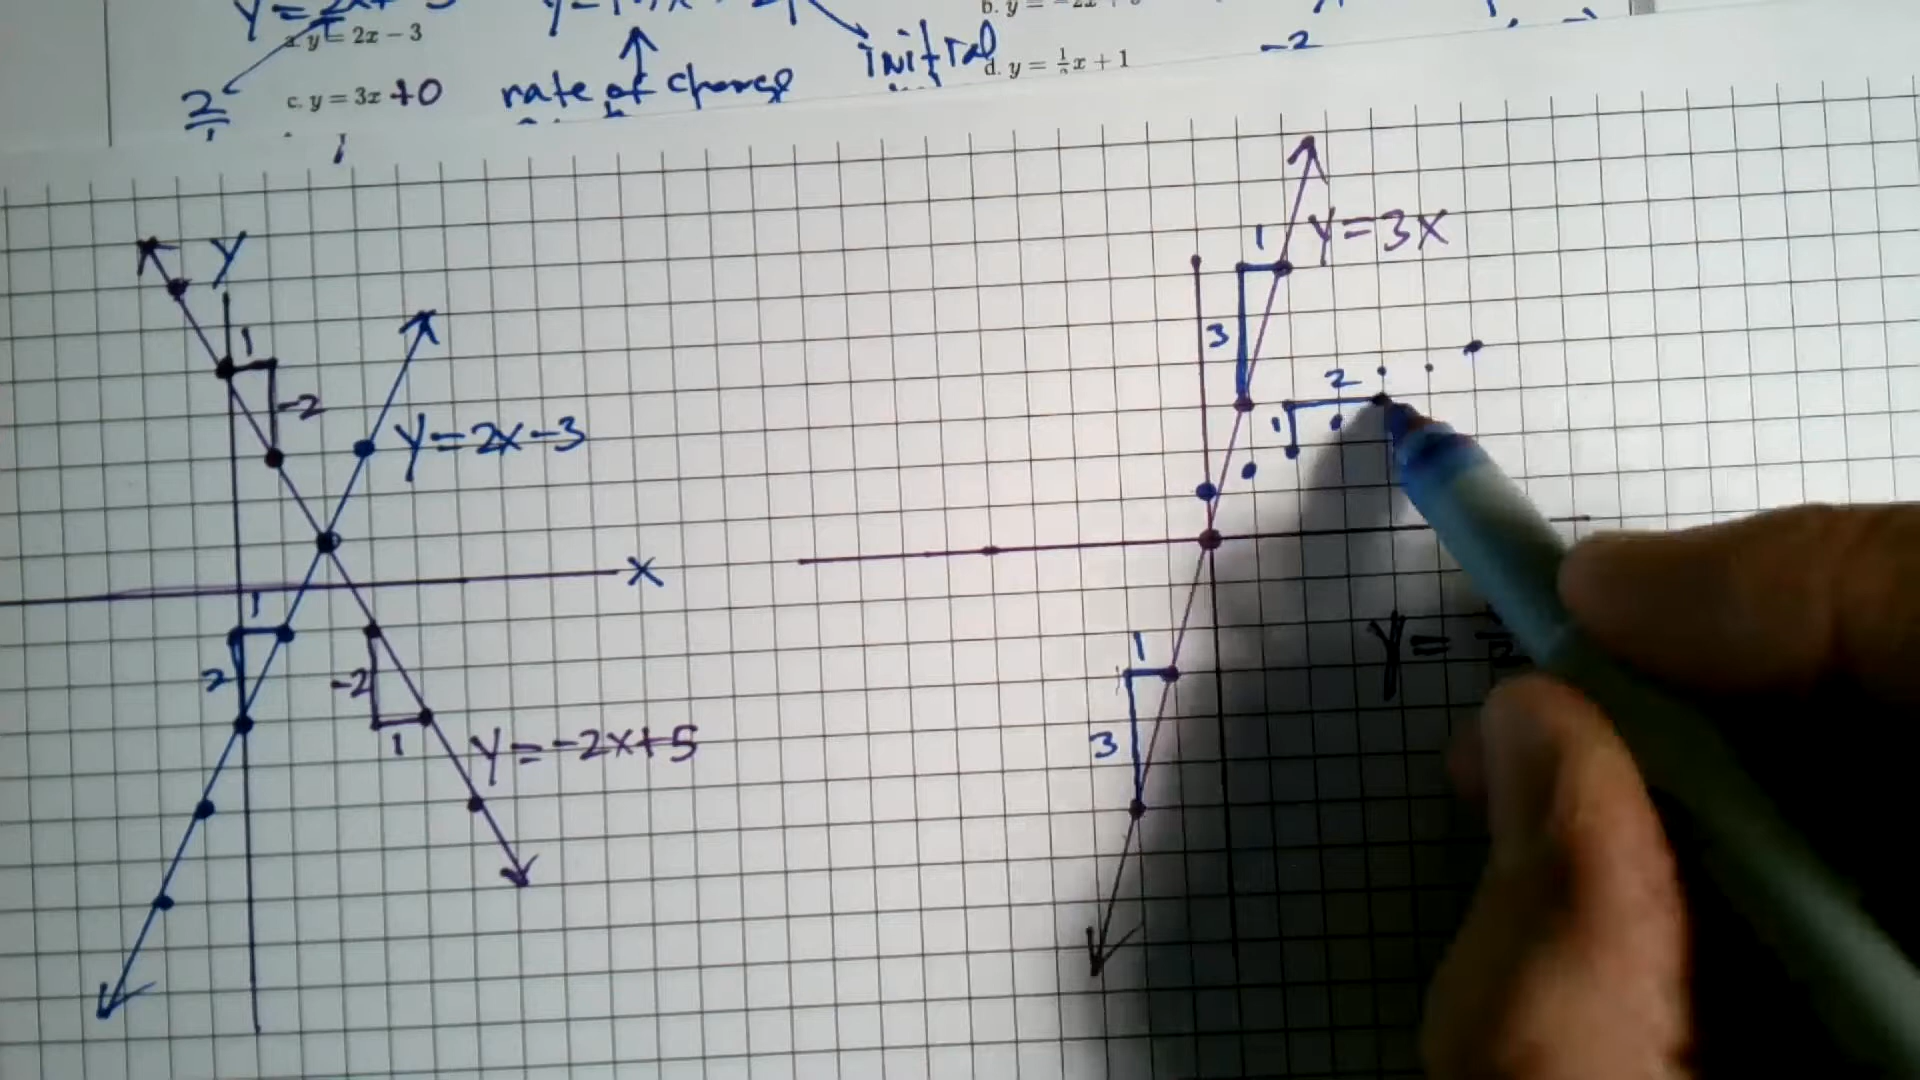 a. y = 2x − 3
d. y = ½x + 1
c. y = 3x +0
2/1
rate of change
initial
-2
y
1
-2
y=2x-3
x
1
2
-2
1
y=-2x+5
y=3x
1
3
2
1
1
3
y=